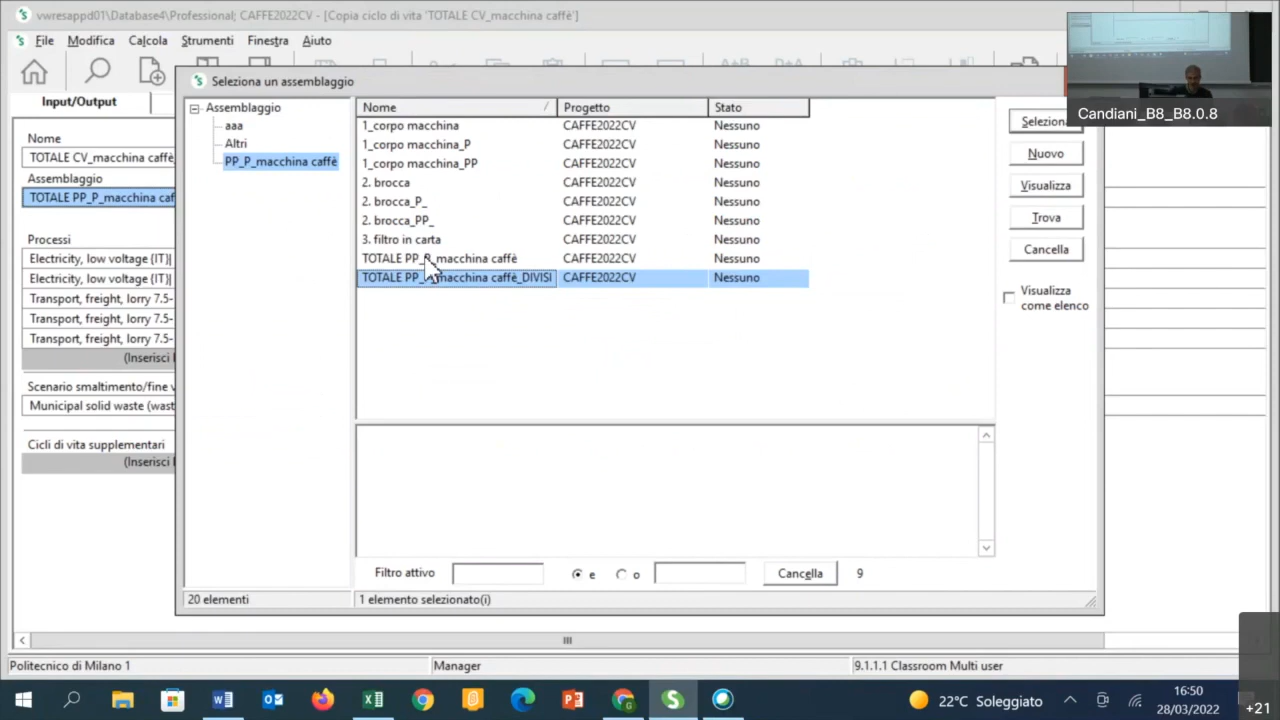 vwresappd01\Database4\Professional; CAFFE2022CV - [Copia ciclo di vita 'TOTALE CV_macchina caffè']
File Modifica Calcola Strumenti Finestra Aiuto
Input/Output
Nome
TOTALE CV_macchina caffè
Assemblaggio
TOTALE PP_P_macchina caf
Processi
Electricity, low voltage {IT}|
Electricity, low voltage {IT}|
Transport, freight, lorry 7.5-
Transport, freight, lorry 7.5-
Transport, freight, lorry 7.5-
(Inserisci
Scenario smaltimento/fine v
Municipal solid waste (wast
Cicli di vita supplementari
(Inserisci
Seleziona un assemblaggio
Assemblaggio
aaa
Altri
PP_P_macchina caffè
Nome Progetto Stato
1_corpo macchina CAFFE2022CV Nessuno
1_corpo macchina_P CAFFE2022CV Nessuno
1_corpo macchina_PP CAFFE2022CV Nessuno
2. brocca CAFFE2022CV Nessuno
2. brocca_P_ CAFFE2022CV Nessuno
2. brocca_PP_ CAFFE2022CV Nessuno
3. filtro in carta CAFFE2022CV Nessuno
TOTALE PP_P_macchina caffè CAFFE2022CV Nessuno
TOTALE PP_P_macchina caffè_DIVISI CAFFE2022CV Nessuno
Seleziona
Nuovo
Visualizza
Trova
Cancella
Visualizza
come elenco
Filtro attivo e o Cancella 9
20 elementi 1 elemento selezionato(i)
Candiani_B8_B8.0.8
Politecnico di Milano 1 Manager 9.1.1.1 Classroom Multi user
22°C Soleggiato
16:50
28/03/2022
+21